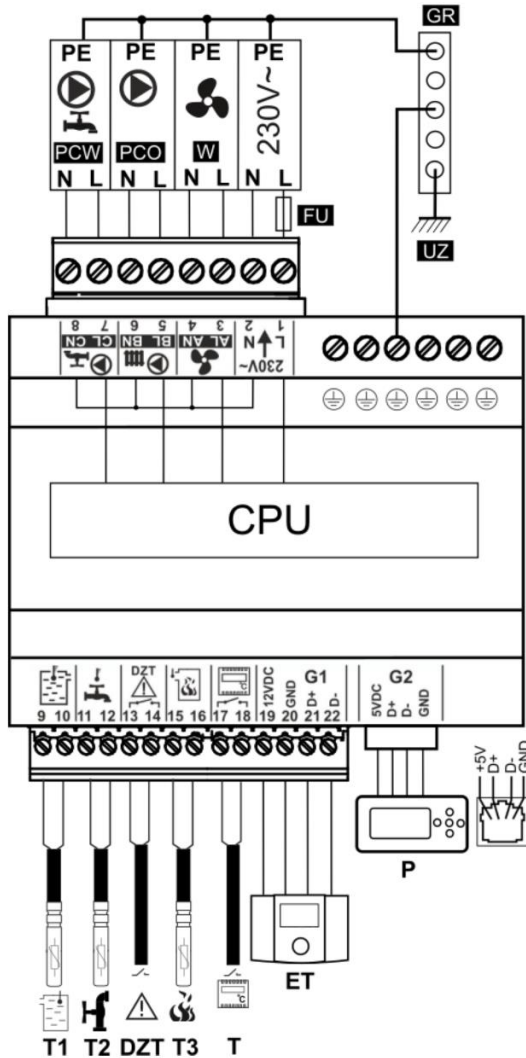 GR
PE PE PE PE
230V~
PCW PCO W
N L N L N L N L
FU
UZ
8 7 6 5 4 3 2 1
CN CL BN BL AN AL N L
230V~
CPU
DZT G1 G2
9 10 11 12 13 14 15 16 17 18 19 20 21 22
°C
12VDC
GND
D+
D-
5VDC
D+
D-
GND
+5V
D+
D-
GND
P
ET
°C
T1 T2 DZT T3 T